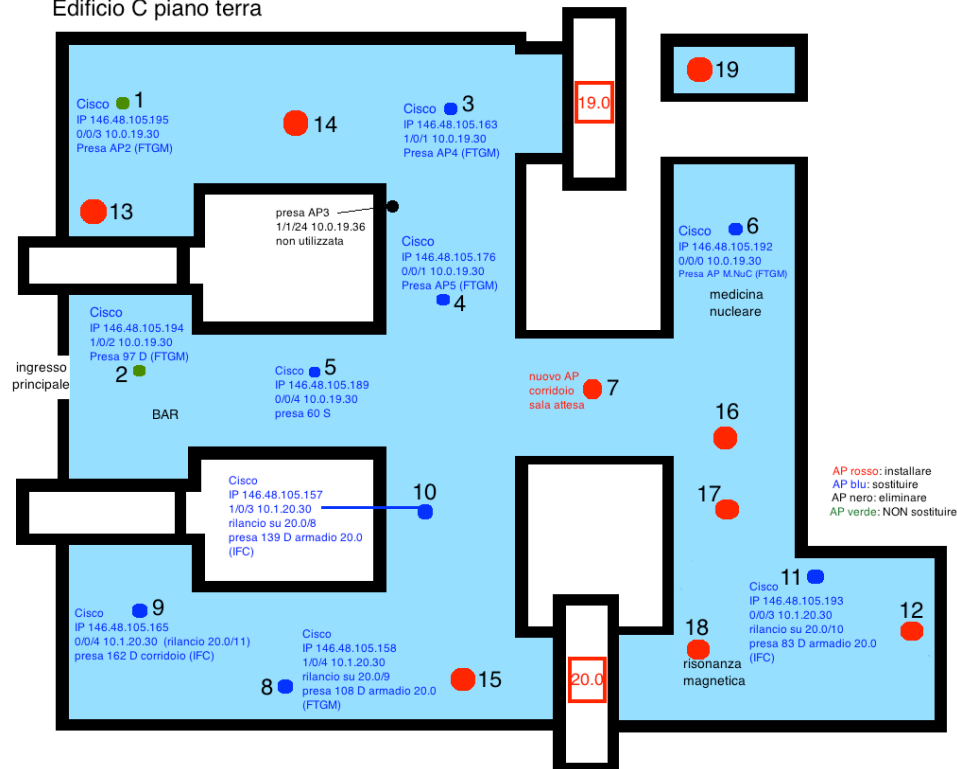 Edificio C piano terra
19.0
19
Cisco
1
IP 146.48.105.195
0/0/3 10.0.19.30
Presa AP2 (FTGM)
14
3
Cisco
IP 146.48.105.163
1/0/1 10.0.19.30
Presa AP4 (FTGM)
13
presa AP3
1/1/24 10.0.19.36
non utilizzata
Cisco
IP 146.48.105.176
0/0/1 10.0.19.30
Presa AP5 (FTGM)
4
Cisco
6
IP 146.48.105.192
0/0/0 10.0.19.30
Presa AP M.NuC (FTGM)
medicina
nucleare
Cisco
IP 146.48.105.194
1/0/2 10.0.19.30
Presa 97 D (FTGM)
2
ingresso
principale
BAR
Cisco
5
IP 146.48.105.189
0/0/4 10.0.19.30
presa 60 S
nuovo AP
corridoio
sala attesa
7
16
17
AP rosso: installare
AP blu: sostituire
AP nero: eliminare
AP verde: NON sostituire
Cisco
IP 146.48.105.157
1/0/3 10.1.20.30
rilancio su 20.0/8
presa 139 D armadio 20.0
(IFC)
10
9
Cisco
IP 146.48.105.165
0/0/4 10.1.20.30 (rilancio 20.0/11)
presa 162 D corridoio (IFC)
8
Cisco
IP 146.48.105.158
1/0/4 10.1.20.30
rilancio su 20.0/9
presa 108 D armadio 20.0
(FTGM)
15
20.0
18
risonanza
magnetica
11
Cisco
IP 146.48.105.193
0/0/3 10.1.20.30
rilancio su 20.0/10
presa 83 D armadio 20.0
(IFC)
12